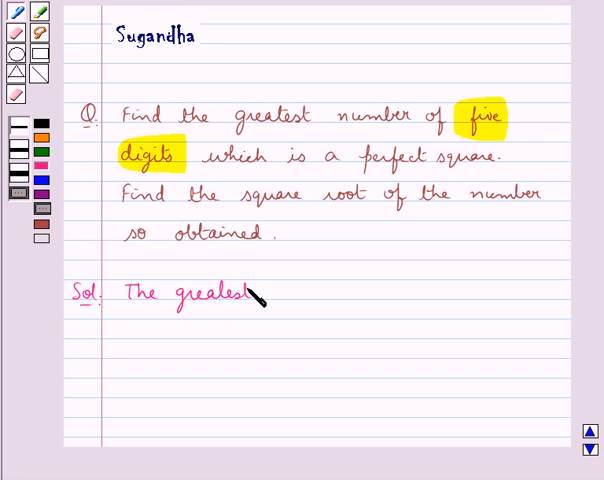 Sugandha
Q. Find the greatest number of five
digits which is a perfect square.
Find the square root of the number
so obtained.
Sol. The greatest